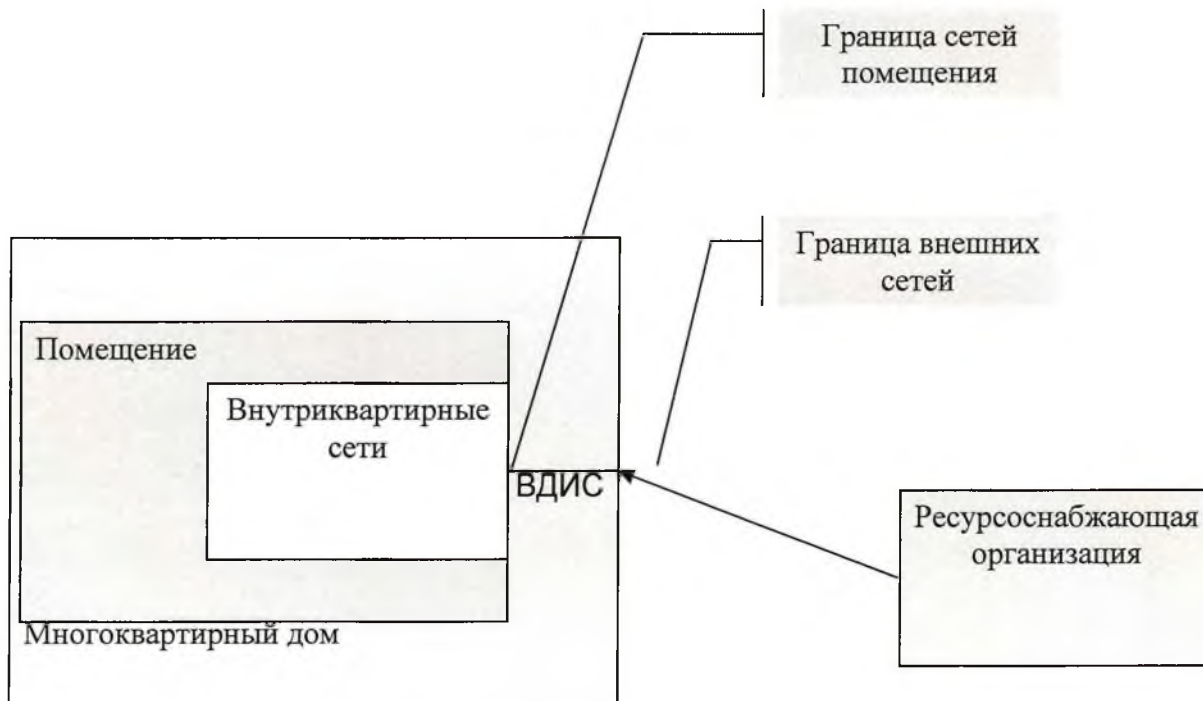 Граница сетей
помещения
Граница внешних
сетей
Помещение
Внутриквартирные
сети
ВДИС
Ресурсоснабжающая
организация
Многоквартирный дом